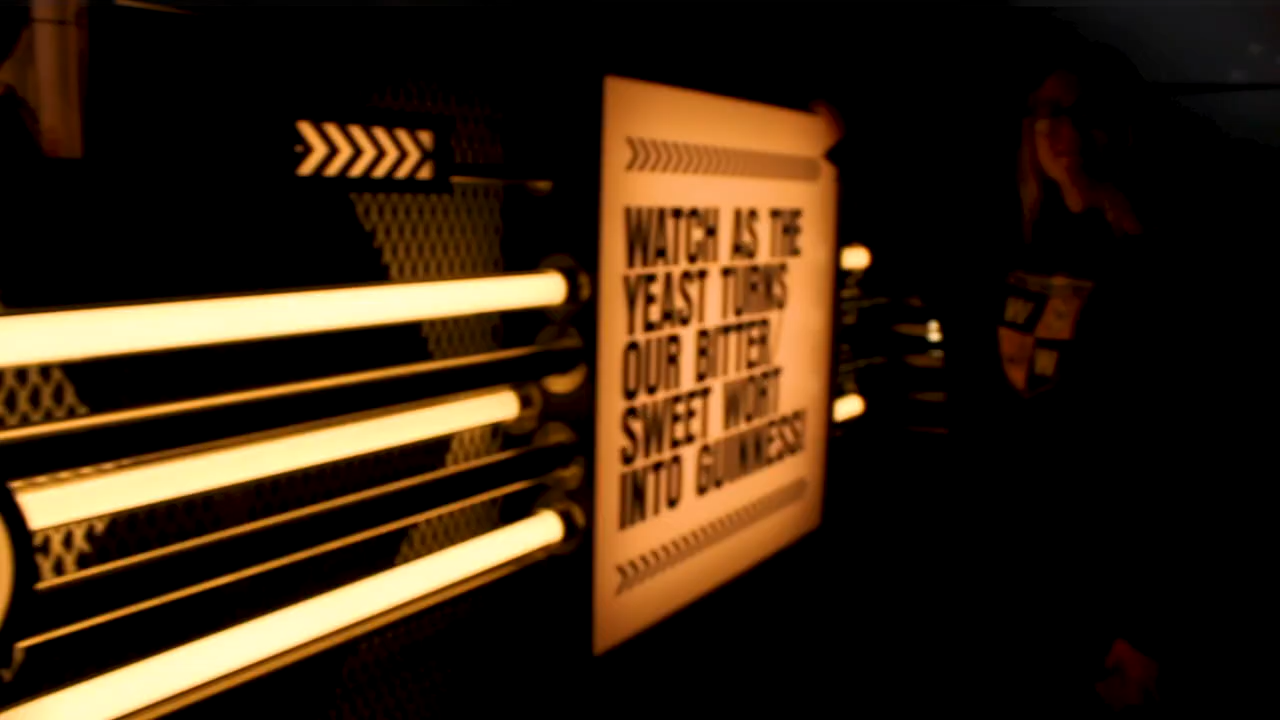 WATCH AS THE
YEAST TURNS
OUR BITTER,
SWEET WORT
INTO GUINNESS!